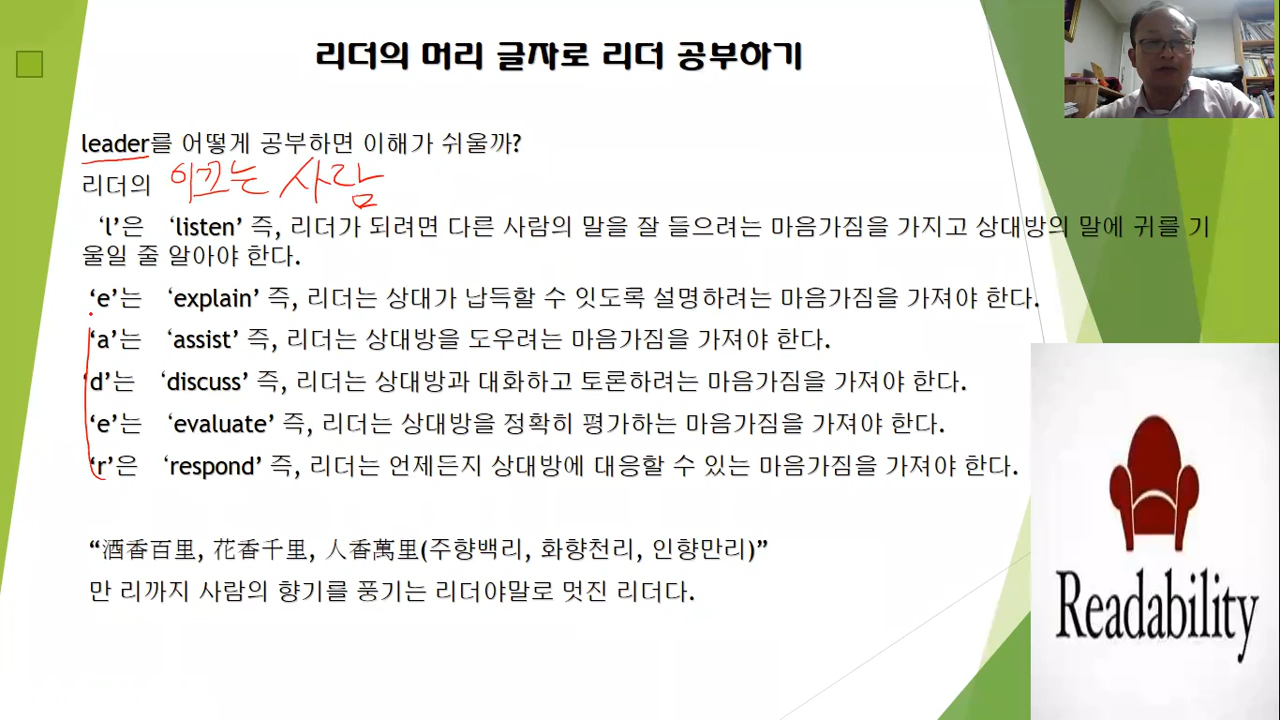 리더의 머리 글자로 리더 공부하기
leader를 어떻게 공부하면 이해가 쉬울까?
리더의 이끄는 사람
‘l’은 ‘listen’ 즉, 리더가 되려면 다른 사람의 말을 잘 들으려는 마음가짐을 가지고 상대방의 말에 귀를 기
울일 줄 알아야 한다.
‘e’는 ‘explain’ 즉, 리더는 상대가 납득할 수 잇도록 설명하려는 마음가짐을 가져야 한다.
‘a’는 ‘assist’ 즉, 리더는 상대방을 도우려는 마음가짐을 가져야 한다.
‘d’는 ‘discuss’ 즉, 리더는 상대방과 대화하고 토론하려는 마음가짐을 가져야 한다.
‘e’는 ‘evaluate’ 즉, 리더는 상대방을 정확히 평가하는 마음가짐을 가져야 한다.
‘r’은 ‘respond’ 즉, 리더는 언제든지 상대방에 대응할 수 있는 마음가짐을 가져야 한다.
“酒香百里, 花香千里, 人香萬里(주향백리, 화향천리, 인향만리)”
만 리까지 사람의 향기를 풍기는 리더야말로 멋진 리더다.
Readability